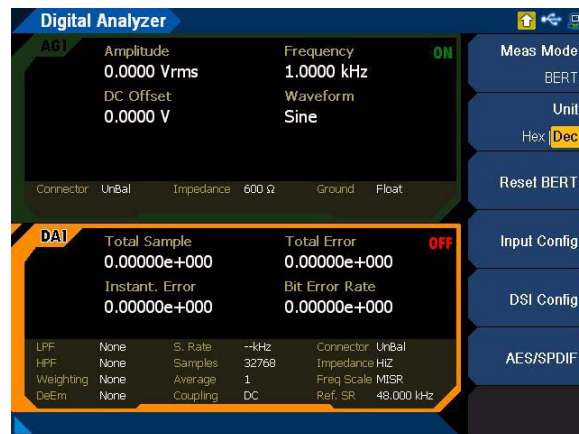 Digital Analyzer
AG1
Amplitude Frequency ON
0.0000 Vrms 1.0000 kHz
DC Offset Waveform
0.0000 V Sine
Connector UnBal Impedance 600 Ω Ground Float
DA1
Total Sample Total Error OFF
0.00000e+000 0.00000e+000
Instant. Error Bit Error Rate
0.00000e+000 0.00000e+000
LPF None S. Rate --kHz Connector UnBal
HPF None Samples 32768 Impedance HiZ
Weighting None Average 1 Freq Scale MISR
DeEm None Coupling DC Ref. SR 48.000 kHz
Meas Mode
BERT
Unit
Hex |Dec
Reset BERT
Input Config
DSI Config
AES/SPDIF